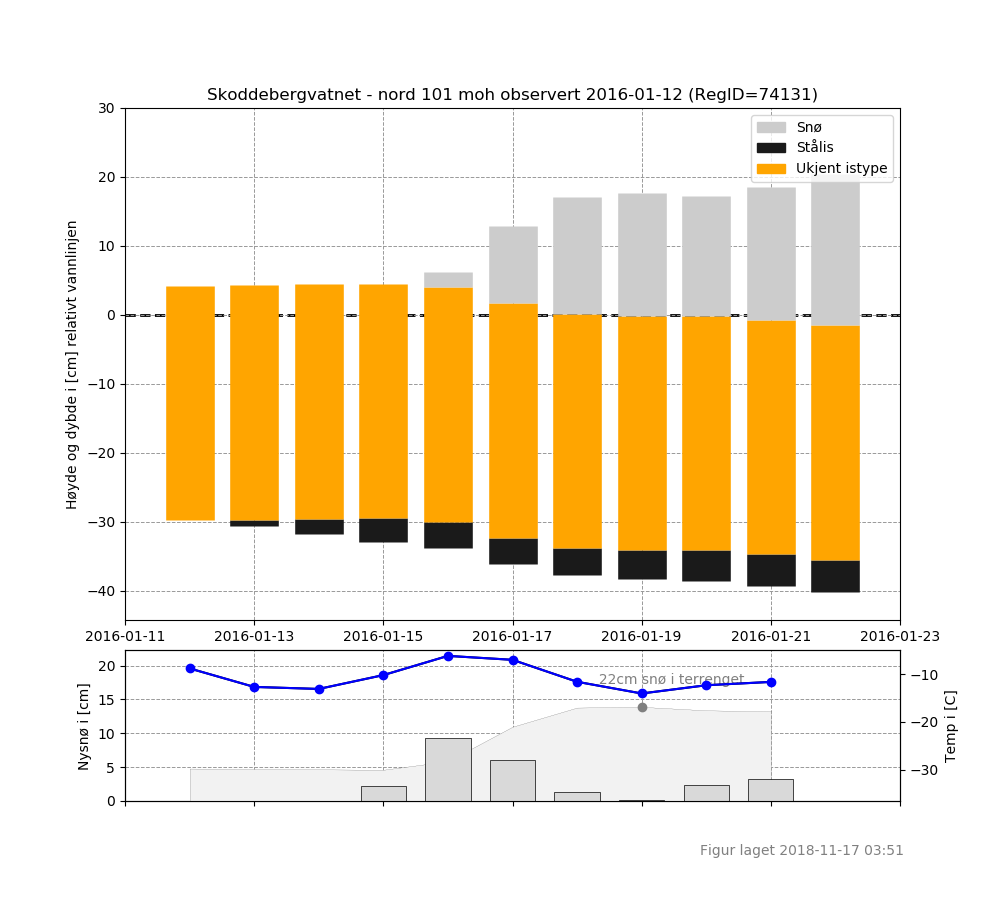 Skoddebergvatnet - nord 101 moh observert 2016-01-12 (RegID=74131)
Høyde og dybde i [cm] relativt vannlinjen
30
20
10
0
−10
−20
−30
−40
Snø
Stålis
Ukjent istype
2016-01-11 2016-01-13 2016-01-15 2016-01-17 2016-01-19 2016-01-21 2016-01-23
Nysnø i [cm]
20
15
10
5
0
22cm snø i terrenget
−10
−20
−30
Temp i [C]
Figur laget 2018-11-17 03:51